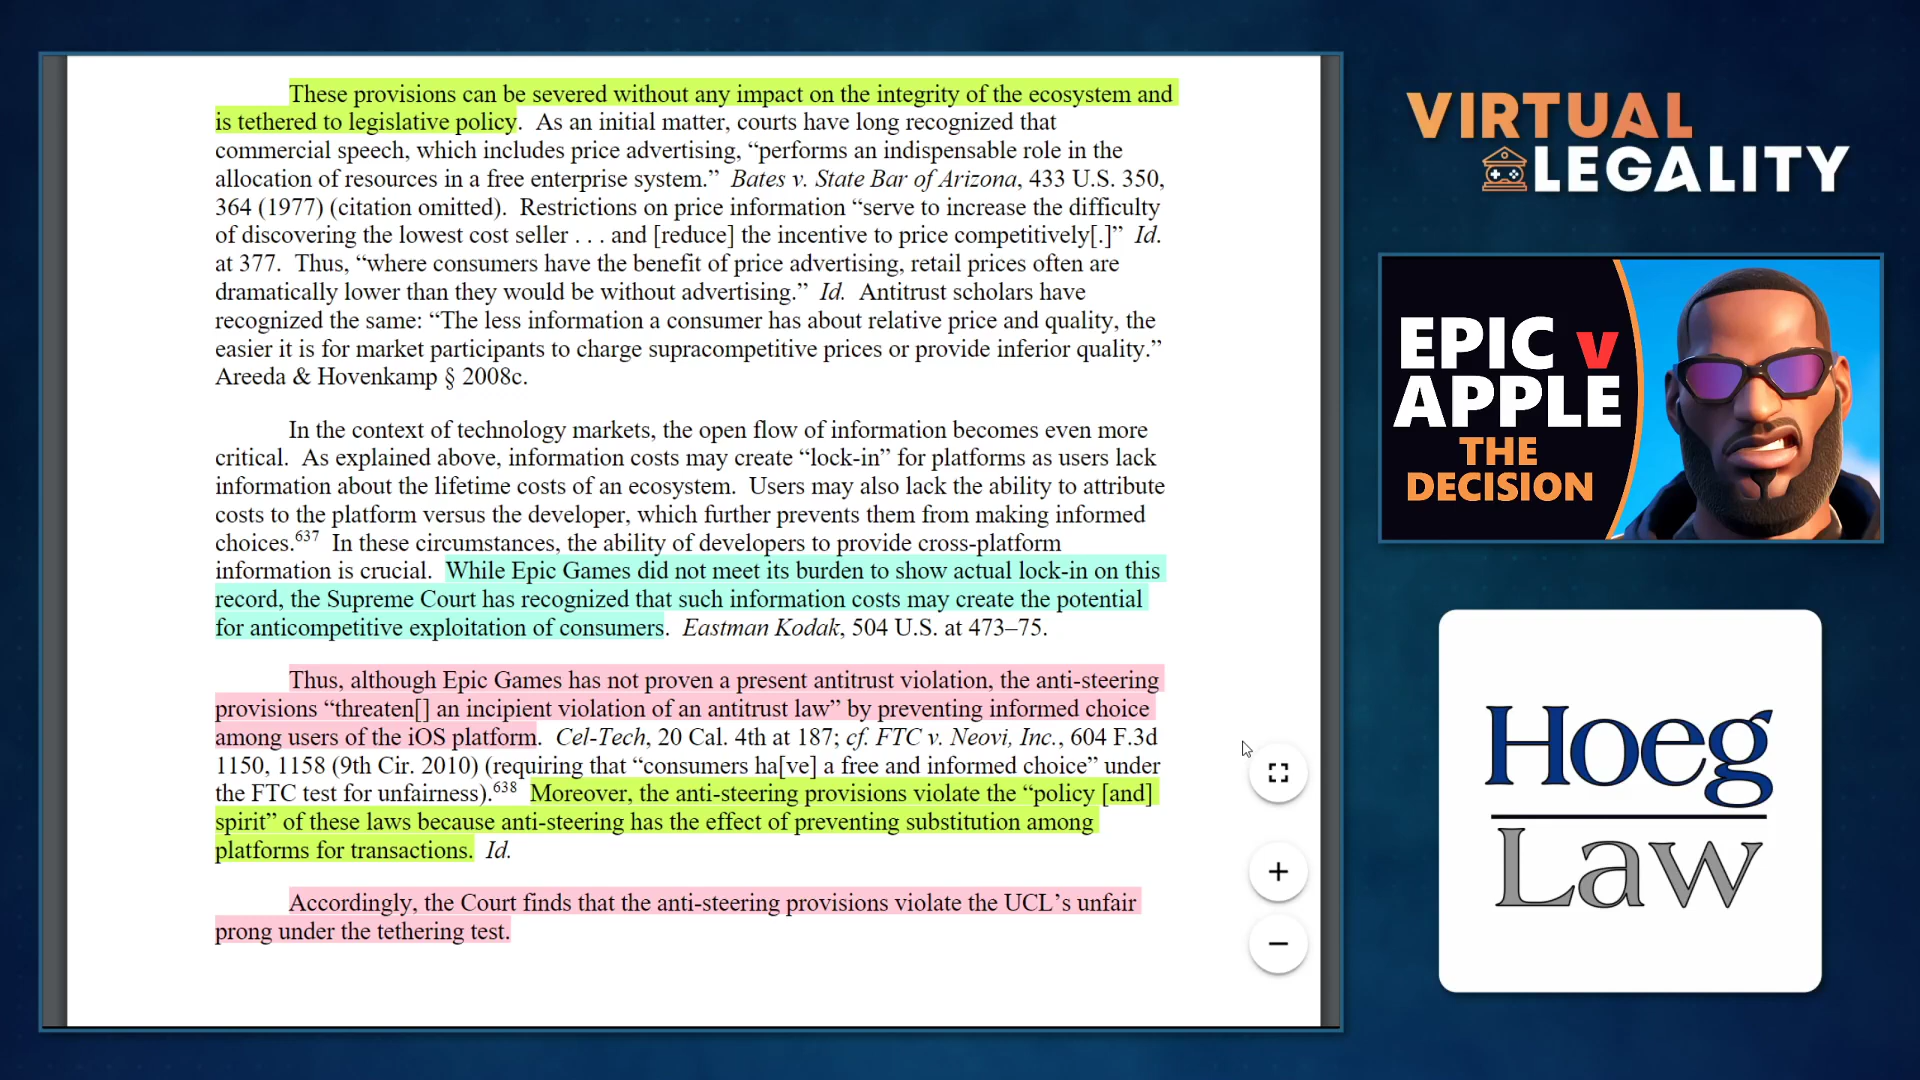 These provisions can be severed without any impact on the integrity of the ecosystem and
is tethered to legislative policy.  As an initial matter, courts have long recognized that
commercial speech, which includes price advertising, “performs an indispensable role in the
allocation of resources in a free enterprise system.”  Bates v. State Bar of Arizona, 433 U.S. 350,
364 (1977) (citation omitted).  Restrictions on price information “serve to increase the difficulty
of discovering the lowest cost seller . . . and [reduce] the incentive to price competitively[.]”  Id.
at 377.  Thus, “where consumers have the benefit of price advertising, retail prices often are
dramatically lower than they would be without advertising.”  Id.  Antitrust scholars have
recognized the same: “The less information a consumer has about relative price and quality, the
easier it is for market participants to charge supracompetitive prices or provide inferior quality.”
Areeda & Hovenkamp § 2008c.
In the context of technology markets, the open flow of information becomes even more
critical.  As explained above, information costs may create “lock-in” for platforms as users lack
information about the lifetime costs of an ecosystem.  Users may also lack the ability to attribute
costs to the platform versus the developer, which further prevents them from making informed
choices.637  In these circumstances, the ability of developers to provide cross-platform
information is crucial.  While Epic Games did not meet its burden to show actual lock-in on this
record, the Supreme Court has recognized that such information costs may create the potential
for anticompetitive exploitation of consumers.  Eastman Kodak, 504 U.S. at 473–75.
Thus, although Epic Games has not proven a present antitrust violation, the anti-steering
provisions “threaten[] an incipient violation of an antitrust law” by preventing informed choice
among users of the iOS platform.  Cel-Tech, 20 Cal. 4th at 187; cf. FTC v. Neovi, Inc., 604 F.3d
1150, 1158 (9th Cir. 2010) (requiring that “consumers ha[ve] a free and informed choice” under
the FTC test for unfairness).638  Moreover, the anti-steering provisions violate the “policy [and]
spirit” of these laws because anti-steering has the effect of preventing substitution among
platforms for transactions.  Id.
Accordingly, the Court finds that the anti-steering provisions violate the UCL’s unfair
prong under the tethering test.
VIRTUAL
LEGALITY
EPIC v
APPLE
THE
DECISION
Hoeg
Law